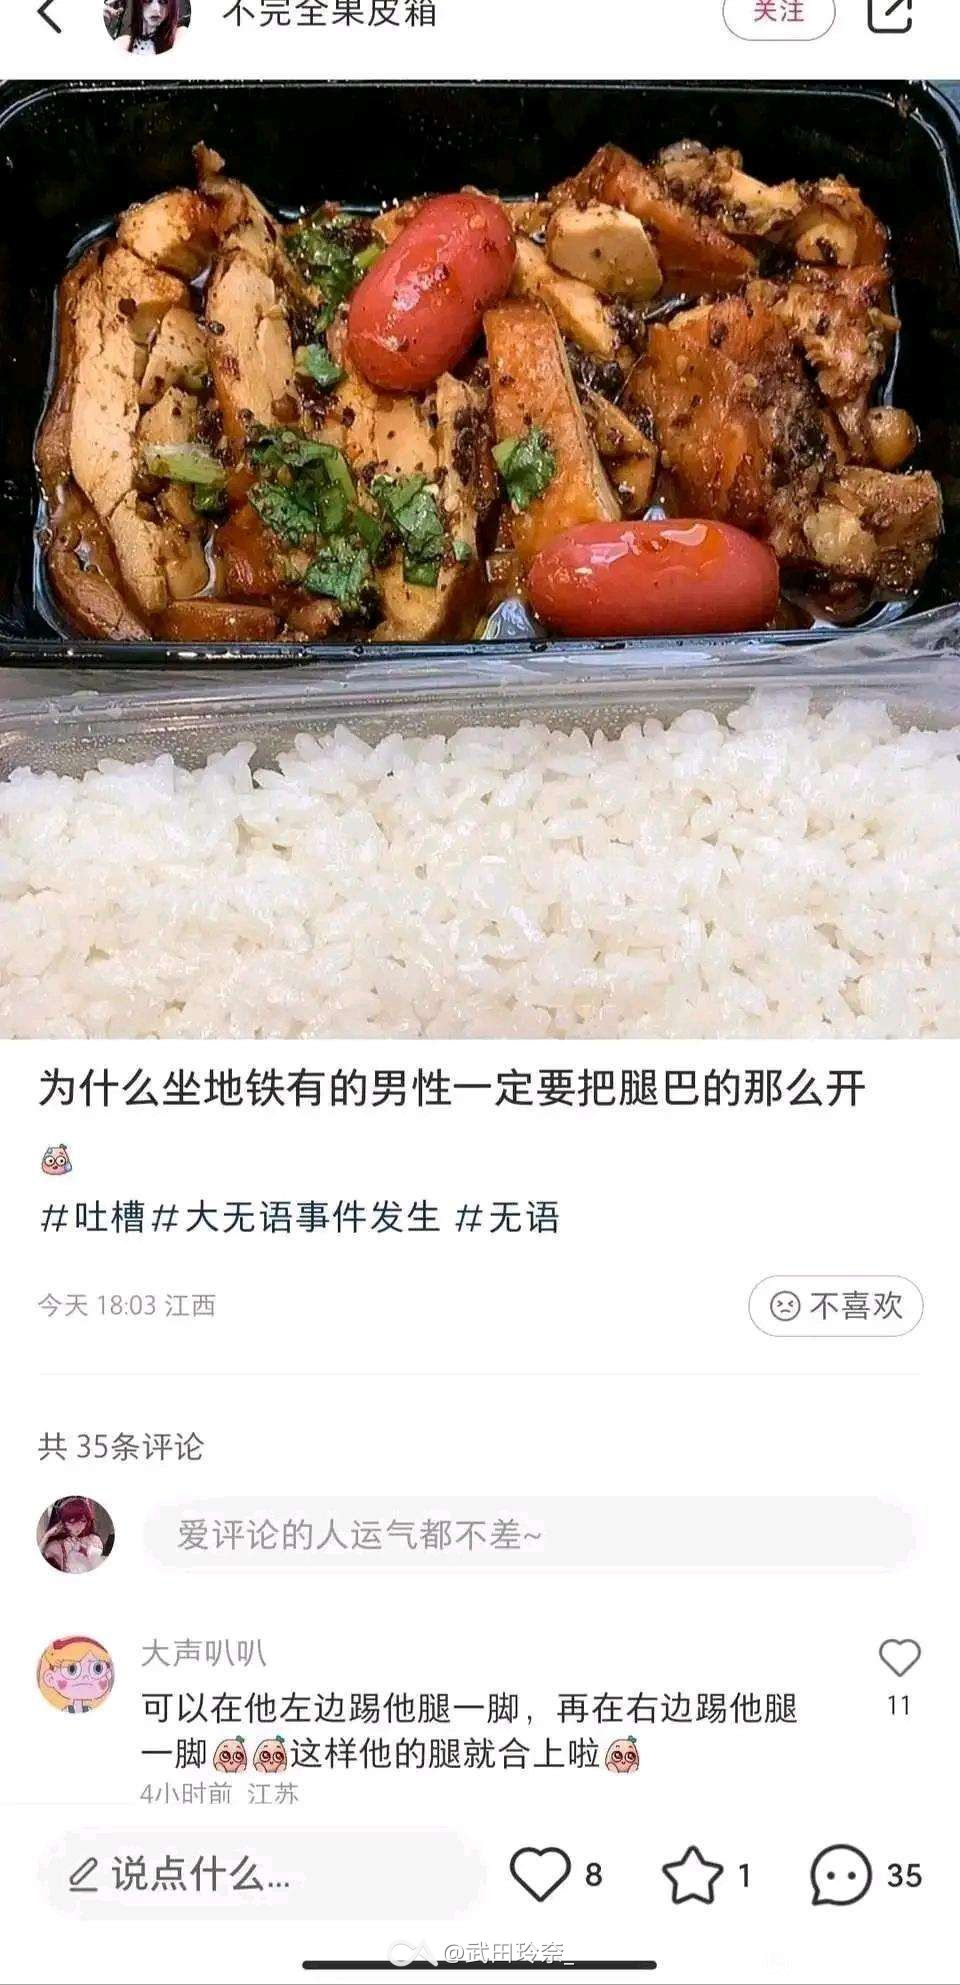 不完全果皮箱
关注
为什么坐地铁有的男性一定要把腿巴的那么开
#吐槽#大无语事件发生 #无语
今天 18:03 江西
不喜欢
共 35条评论
爱评论的人运气都不差~
大声叭叭
可以在他左边踢他腿一脚，再在右边踢他腿
一脚这样他的腿就合上啦
11
4小时前 江苏
说点什么...
8
1
35
@武田玲奈_